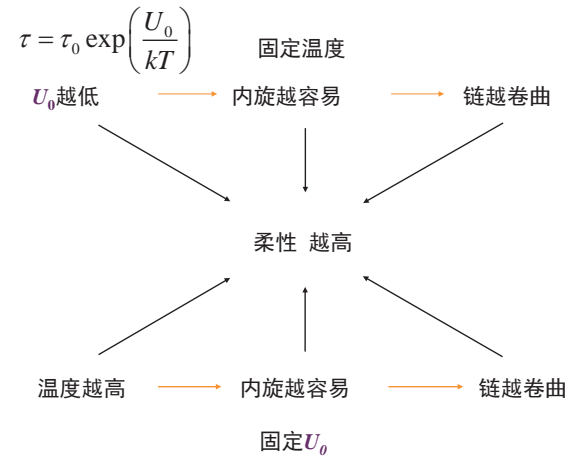 τ = τ₀ exp(U₀/kT)
固定温度
U₀越低 内旋越容易 链越卷曲
柔性 越高
温度越高 内旋越容易 链越卷曲
固定U₀